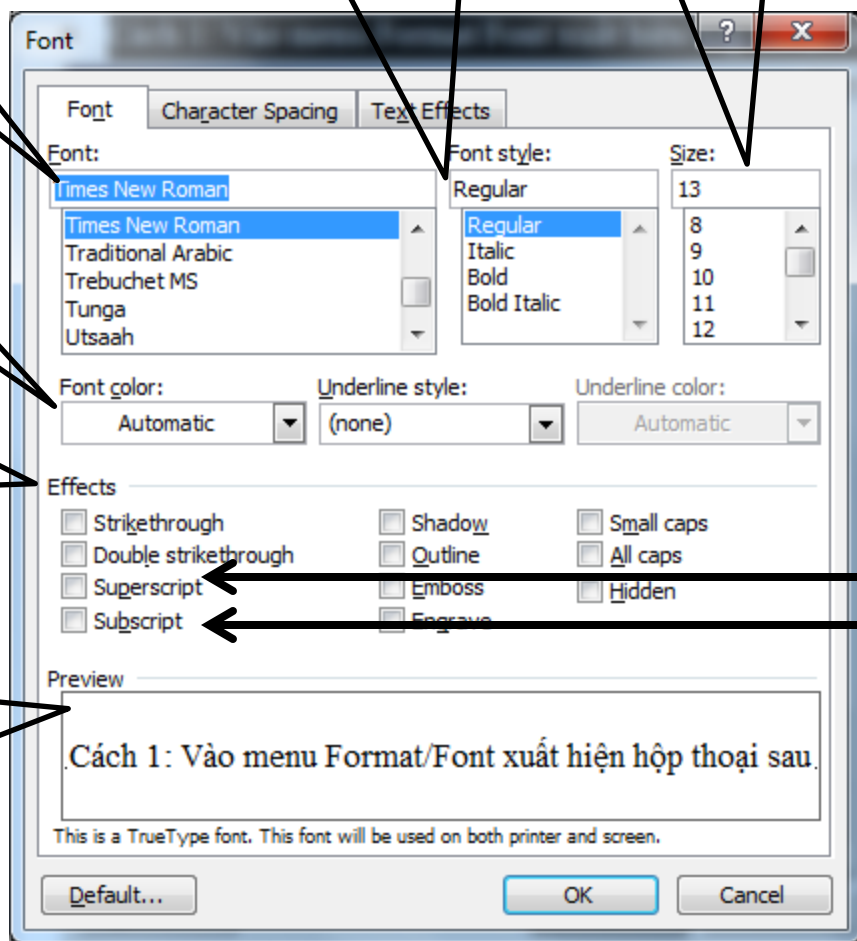 Font
Font Character Spacing Text Effects
Font: Font style: Size:
Times New Roman Regular 13
Times New Roman Regular 8
Traditional Arabic Italic 9
Trebuchet MS Bold 10
Tunga Bold Italic 11
Utsaah 12
Font color: Underline style: Underline color:
Automatic (none) Automatic
Effects
Strikethrough Shadow Small caps
Double strikethrough Outline All caps
Superscript Emboss Hidden
Subscript Engrave
Preview
Cách 1: Vào menu Format/Font xuất hiện hộp thoại sau
This is a TrueType font. This font will be used on both printer and screen.
Default... OK Cancel